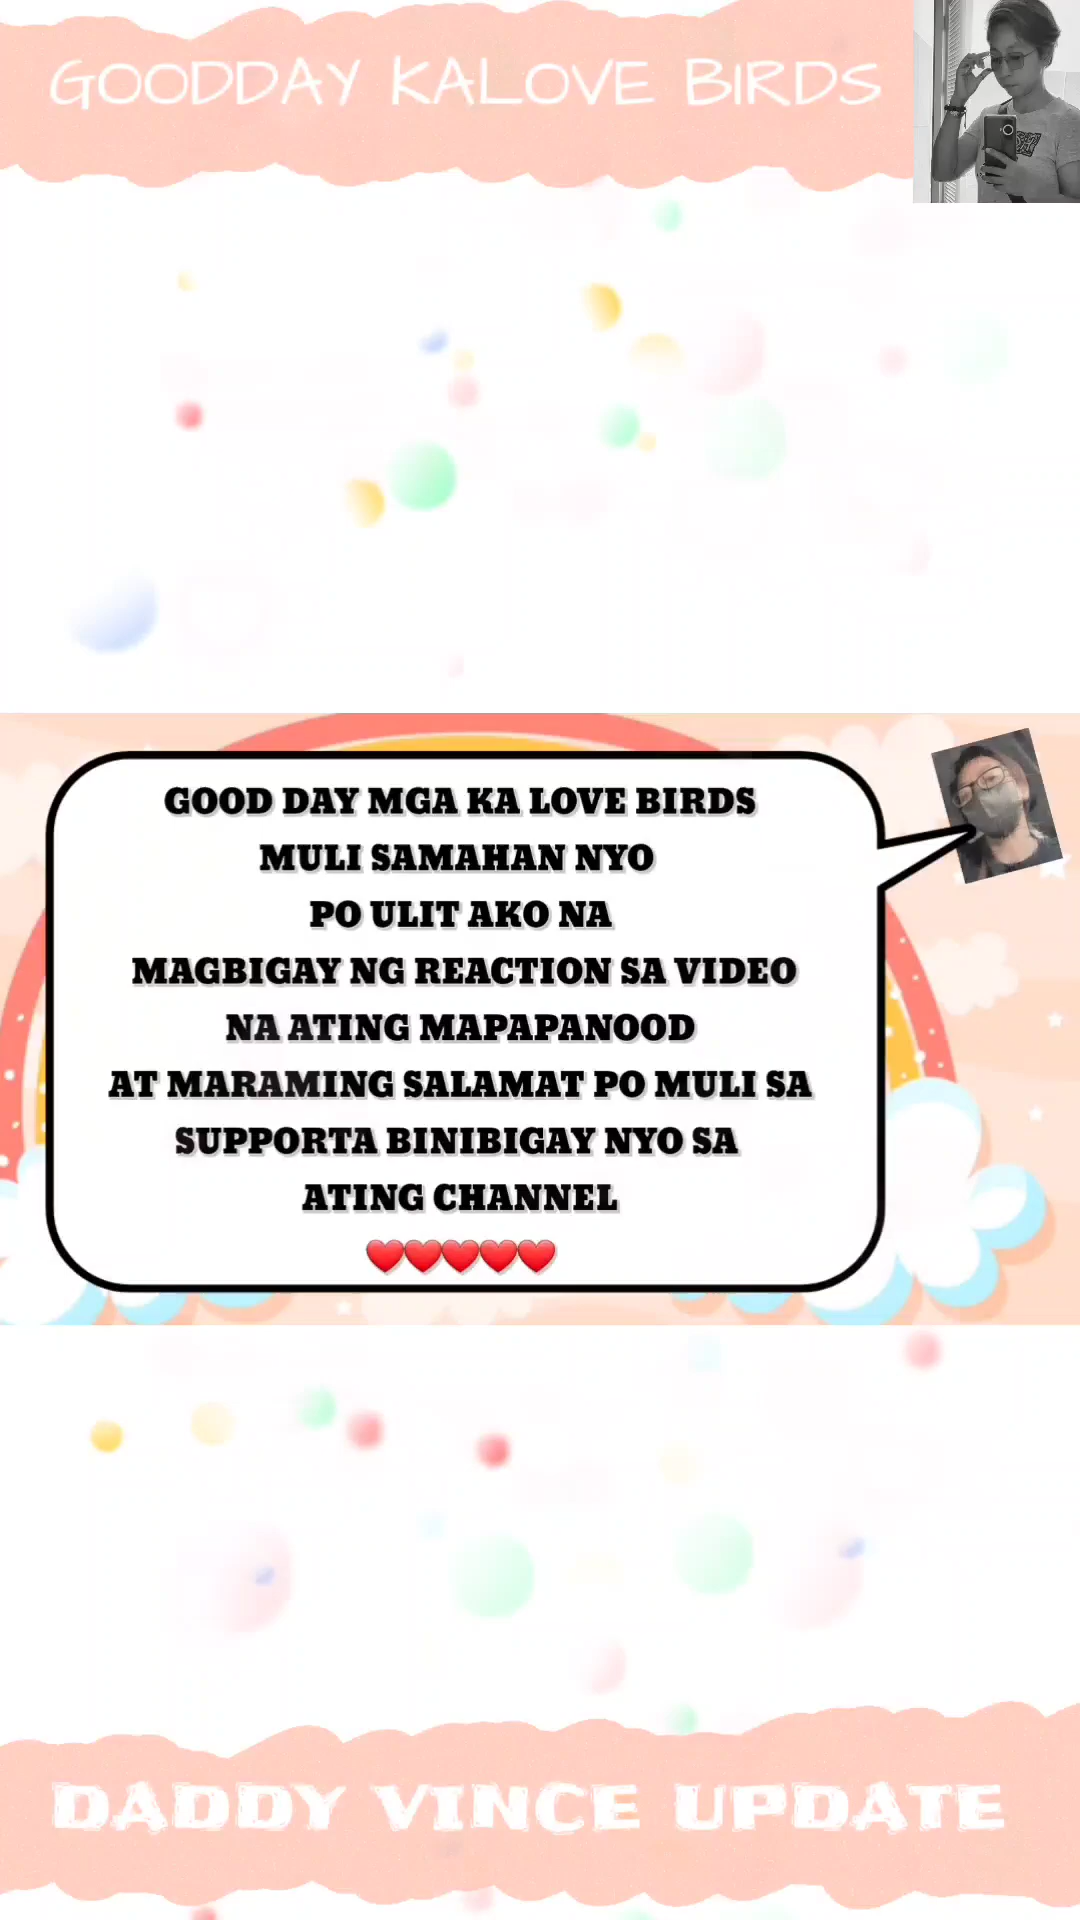 GOODDAY KALOVE BIRDS
GOOD DAY MGA KA LOVE BIRDS
MULI SAMAHAN NYO
PO ULIT AKO NA
MAGBIGAY NG REACTION SA VIDEO
NA ATING MAPAPANOOD
AT MARAMING SALAMAT PO MULI SA
SUPPORTA BINIBIGAY NYO SA
ATING CHANNEL
❤️❤️❤️❤️❤️
DADDY VINCE UPDATE